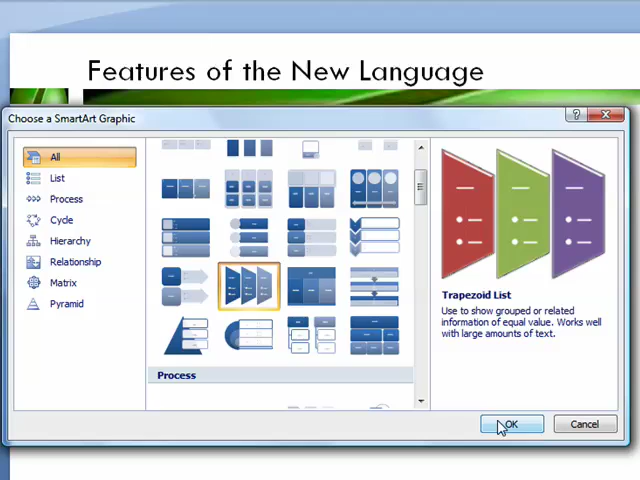 Features of the New Language
Choose a SmartArt Graphic
All
List
Process
Cycle
Hierarchy
Relationship
Matrix
Pyramid
Process
Trapezoid List
Use to show grouped or related
information of equal value. Works well
with large amounts of text.
OK
Cancel